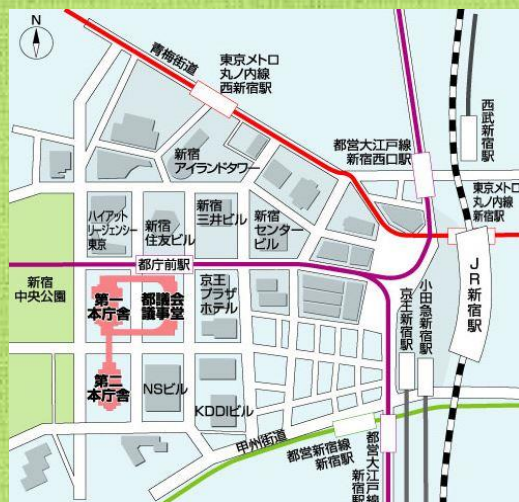 N
青梅街道
東京メトロ
丸ノ内線
西新宿駅
都営大江戸線
新宿西口駅
西武新宿駅
新宿
アイランドタワー
東京メトロ
丸ノ内線
新宿駅
ハイアット
リージェンシー
東京
新宿
住友ビル
新宿
三井ビル
新宿
センター
ビル
都庁前駅
JR新宿駅
新宿
中央公園
第一
本庁舎
都議会
議事堂
京王
プラザ
ホテル
小田急新宿駅
京王新宿駅
第二
本庁舎
NSビル
KDDIビル
甲州街道
都営新宿線
新宿駅
都営大江戸線
新宿駅